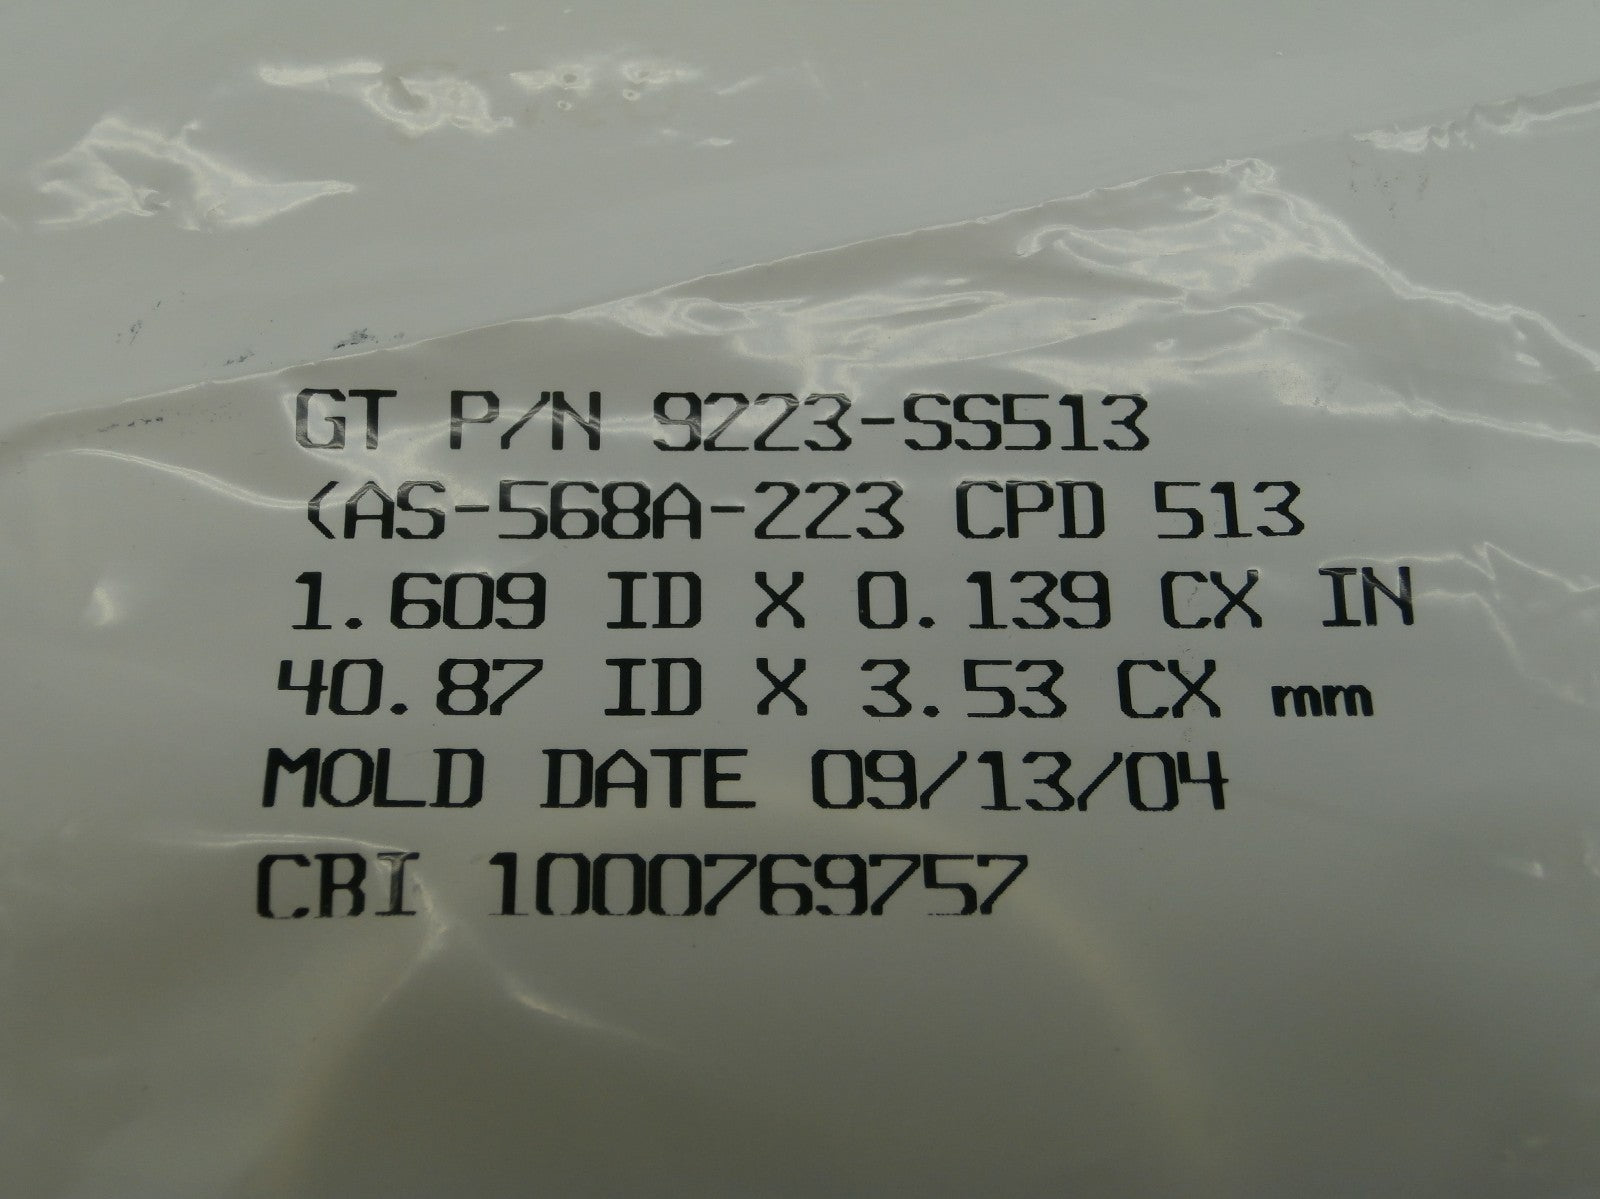 GT P/N 9223-SS513
(AS-568A-223 CPD 513
1.609 ID X 0.139 CX IN
40.87 ID X 3.53 CX mm
MOLD DATE 09/13/04
CBI 1000769757